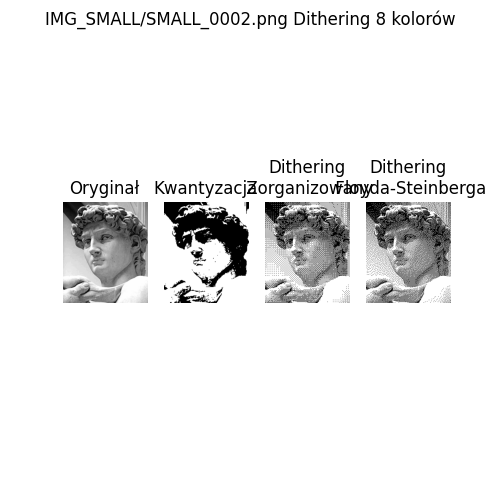 IMG_SMALL/SMALL_0002.png Dithering 8 kolorów
Oryginał
Kwantyzacja
Dithering
Zorganizowany
Dithering
Floyda-Steinberga